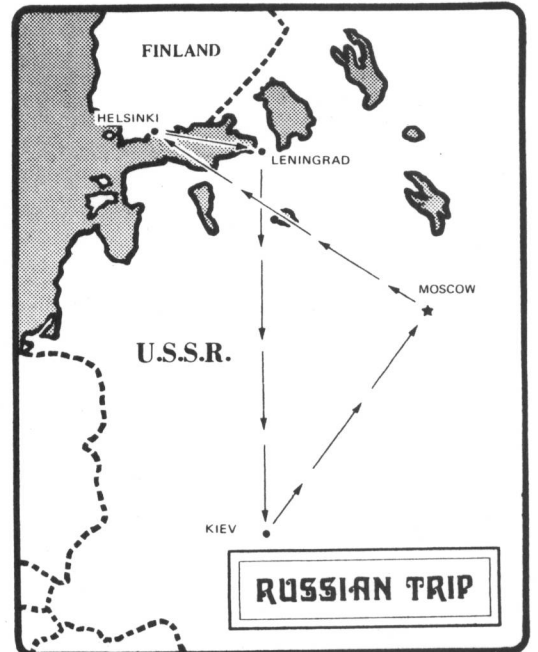 FINLAND
HELSINKI
LENINGRAD
MOSCOW
U.S.S.R.
KIEV
RUSSIAN TRIP